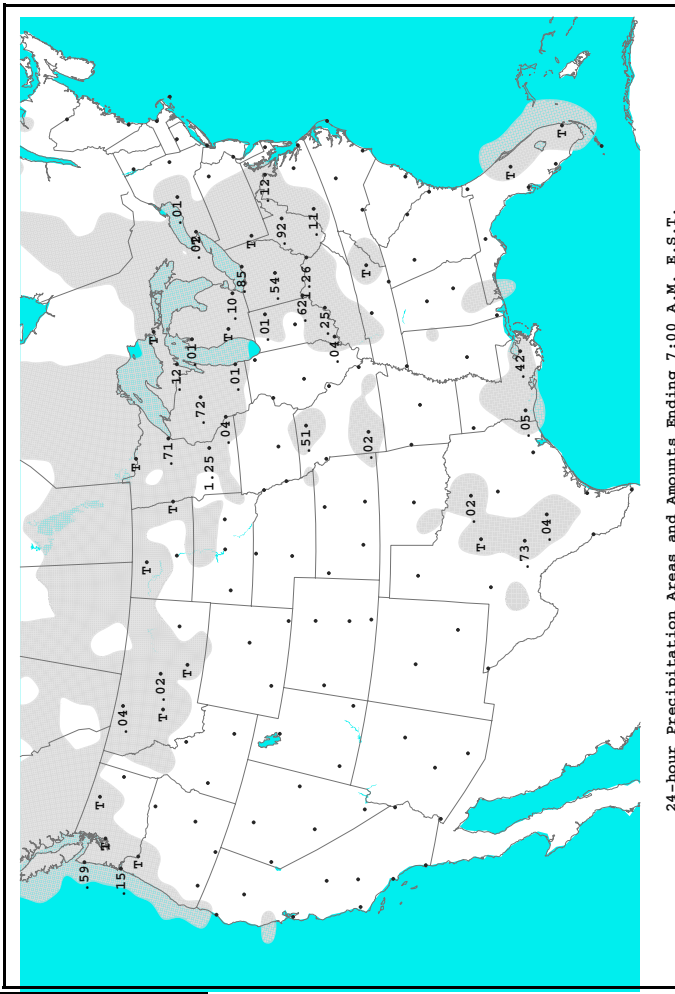 .59
T
T
.15
.04
T
T
T
T
.02
T
.71
T
.12
.01
T
.01
.02
.72
1.25
.04
T
.10
.01
.85
T
.01
.12
.54
.92
.62
.51
1.26
.11
.25
.04
T
.02
.02
T
T
.42
.73
.05
.04
T
24-hour Precipitation Areas and Amounts Ending 7:00 A.M. E.S.T.